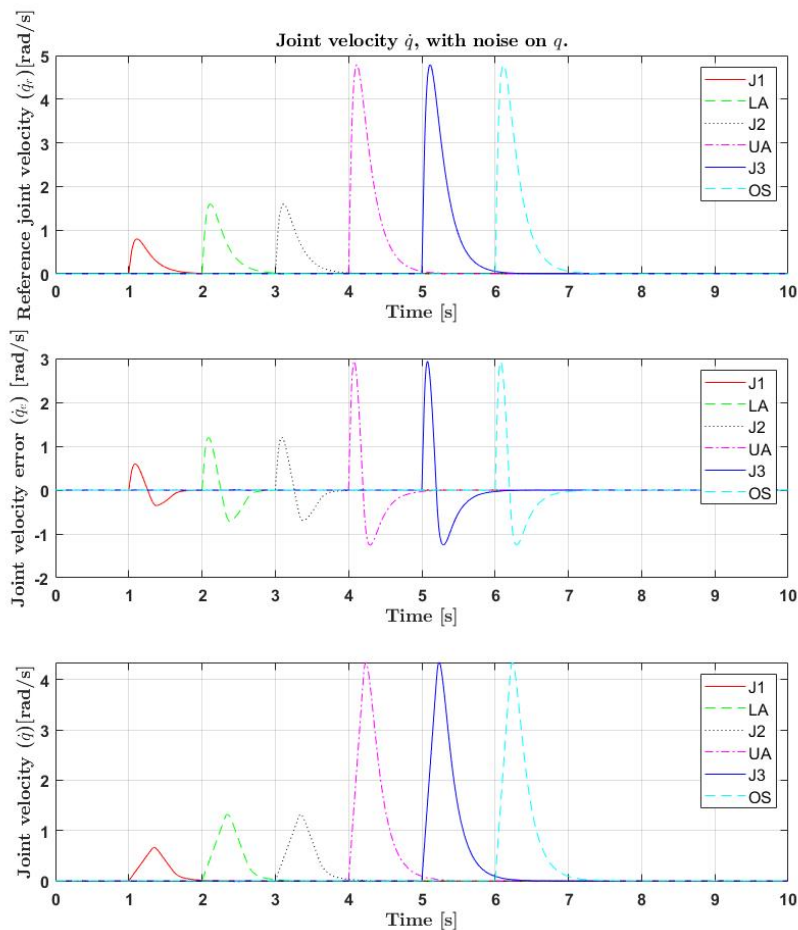 Joint velocity q̇, with noise on q.
Reference joint velocity (q̇ᵣ)[rad/s]
5
4
3
2
1
0
0 1 2 3 4 5 6 7 8 9 10
Time [s]
J1
LA
J2
UA
J3
OS
Joint velocity error (q̇ₑ) [rad/s]
3
2
1
0
-1
-2
0 1 2 3 4 5 6 7 8 9 10
Time [s]
J1
LA
J2
UA
J3
OS
Joint velocity (q̇)[rad/s]
4
3
2
1
0
0 1 2 3 4 5 6 7 8 9 10
Time [s]
J1
LA
J2
UA
J3
OS